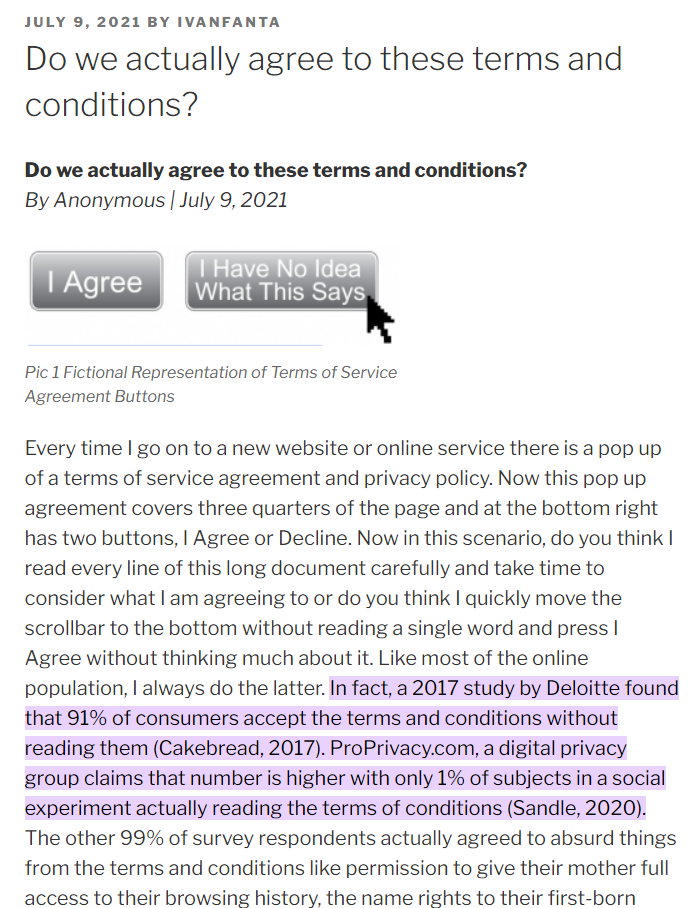 JULY 9, 2021 BY IVANFANTA
Do we actually agree to these terms and
conditions?
Do we actually agree to these terms and conditions?
By Anonymous | July 9, 2021
I Agree
I Have No Idea
What This Says
Pic 1 Fictional Representation of Terms of Service
Agreement Buttons
Every time I go on to a new website or online service there is a pop up
of a terms of service agreement and privacy policy. Now this pop up
agreement covers three quarters of the page and at the bottom right
has two buttons, I Agree or Decline. Now in this scenario, do you think I
read every line of this long document carefully and take time to
consider what I am agreeing to or do you think I quickly move the
scrollbar to the bottom without reading a single word and press I
Agree without thinking much about it. Like most of the online
population, I always do the latter. In fact, a 2017 study by Deloitte found
that 91% of consumers accept the terms and conditions without
reading them (Cakebread, 2017). ProPrivacy.com, a digital privacy
group claims that number is higher with only 1% of subjects in a social
experiment actually reading the terms of conditions (Sandle, 2020).
The other 99% of survey respondents actually agreed to absurd things
from the terms and conditions like permission to give their mother full
access to their browsing history, the name rights to their first-born